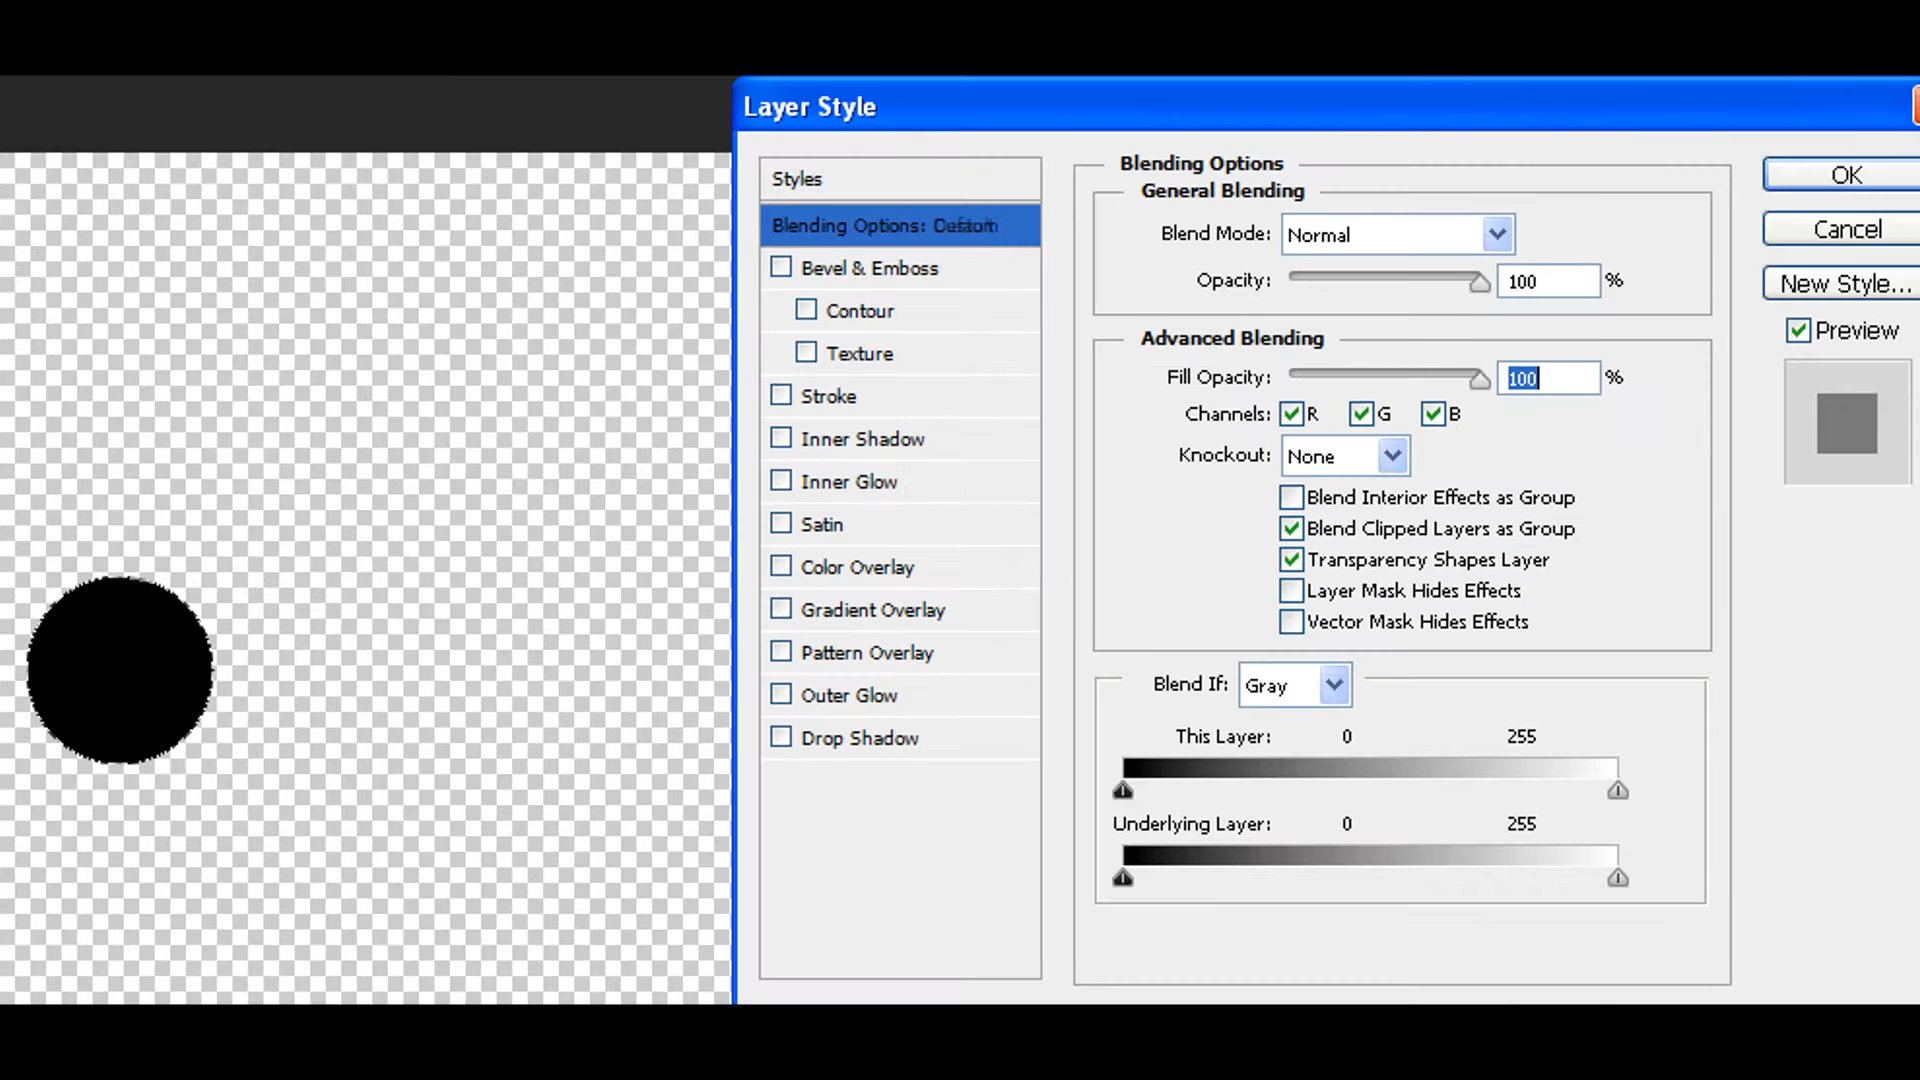 Layer Style
Styles
Blending Options:
Bevel & Emboss
Contour
Texture
Stroke
Inner Shadow
Inner Glow
Satin
Color Overlay
Gradient Overlay
Pattern Overlay
Outer Glow
Drop Shadow
Blending Options
General Blending
Blend Mode: Normal
Opacity: 100 %
Advanced Blending
Fill Opacity: 100 %
Channels: R G B
Knockout: None
Blend Interior Effects as Group
Blend Clipped Layers as Group
Transparency Shapes Layer
Layer Mask Hides Effects
Vector Mask Hides Effects
Blend If: Gray
This Layer: 0 255
Underlying Layer: 0 255
OK
Cancel
New Style...
Preview